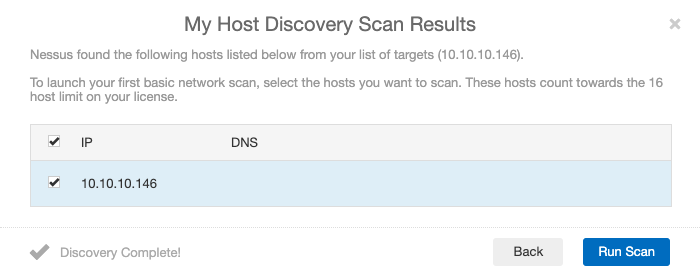 My Host Discovery Scan Results
Nessus found the following hosts listed below from your list of targets (10.10.10.146).
To launch your first basic network scan, select the hosts you want to scan. These hosts count towards the 16
host limit on your license.
IP DNS
10.10.10.146
Discovery Complete! Back Run Scan